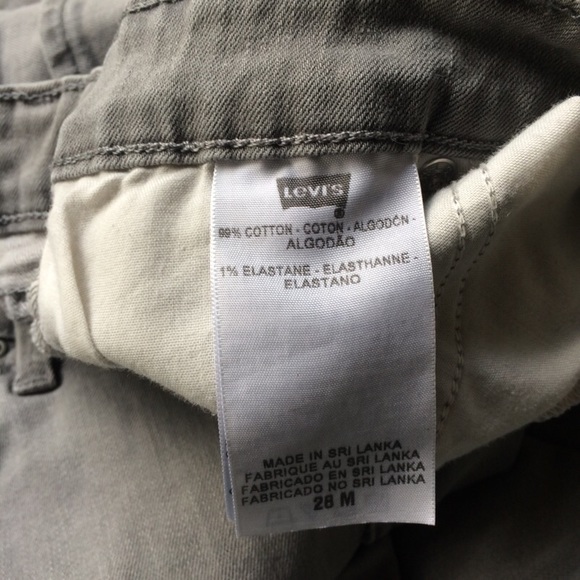 Levi's
®
99% COTTON - COTON - ALGODÓN -
ALGODÃO
1% ELASTANE - ELASTHANNE -
ELASTANO
MADE IN SRI LANKA
FABRIQUE AU SRI LANKA
FABRICADO EN SRI LANKA
FABRICADO NO SRI LANKA
28 M